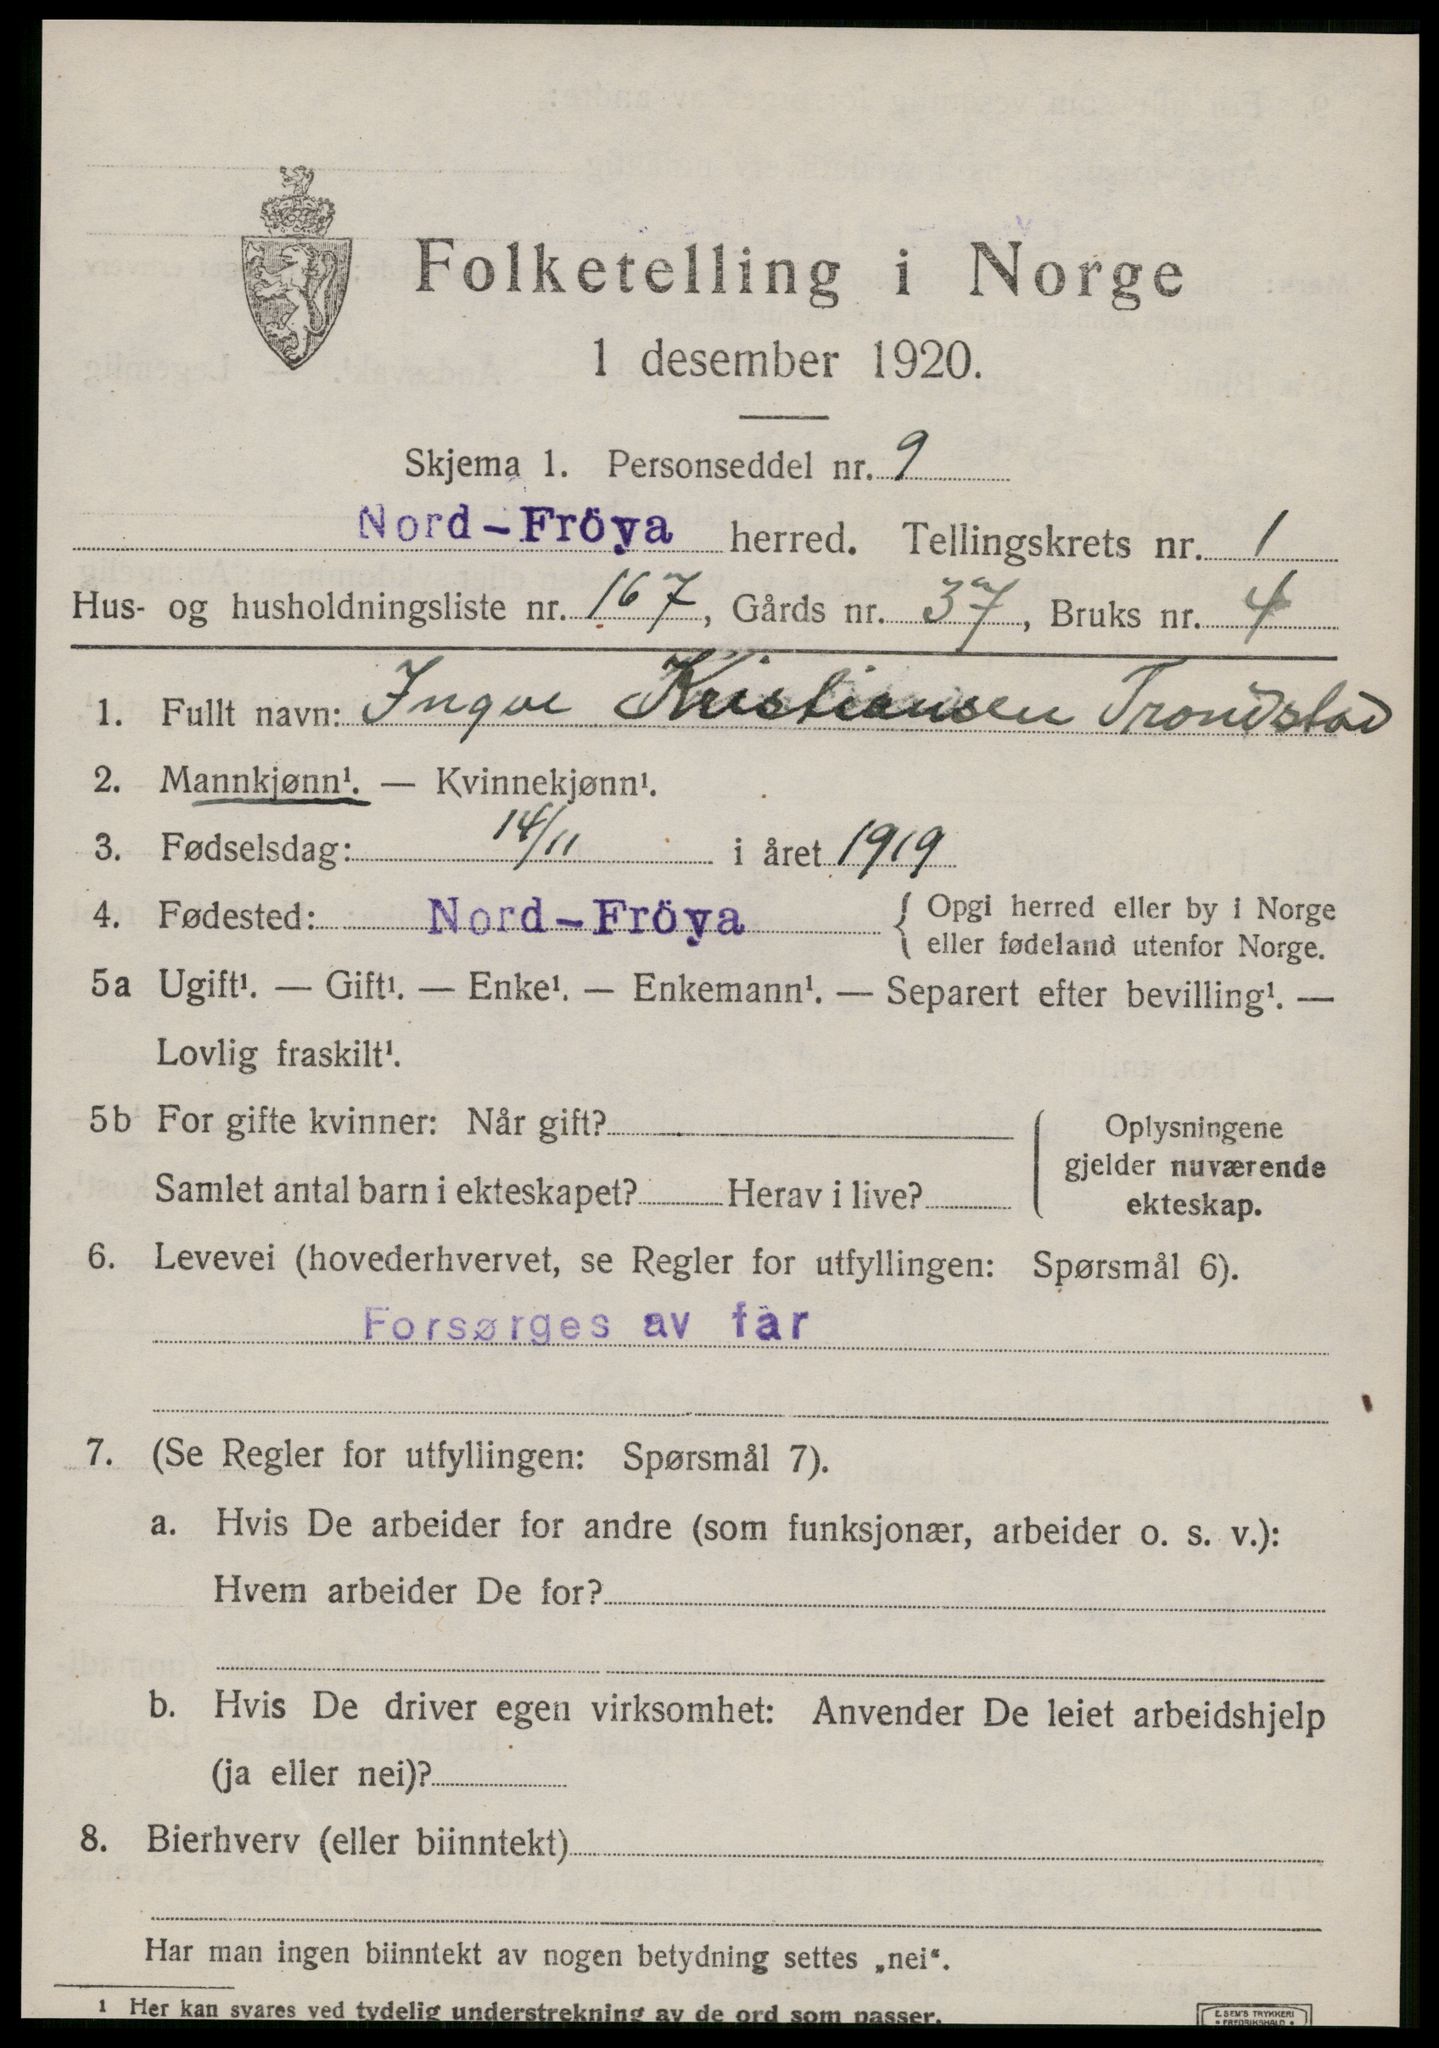 Folketelling i Norge
1 desember 1920.
Skjema 1. Personseddel nr. 9
Nord-Fröya herred. Tellingskrets nr. 1
Hus- og husholdningsliste nr. 167, Gårds nr. 37, Bruks nr. 4
1. Fullt navn: Ingve Kristiansen Trondstad
2. Mannkjønn¹. — Kvinnekjønn¹.
3. Fødselsdag: 14/11 i året 1919
4. Fødested: Nord-Fröya { Opgi herred eller by i Norge
eller fødeland utenfor Norge.
5a Ugift¹. — Gift¹. — Enke¹. — Enkemann¹. — Separert efter bevilling¹. —
Lovlig fraskilt¹.
5b For gifte kvinner: Når gift?
Samlet antal barn i ekteskapet? Herav i live?
Oplysningene
gjelder nuværende
ekteskap.
6. Levevei (hovederhvervet, se Regler for utfyllingen: Spørsmål 6).
Forsørges av far
7. (Se Regler for utfyllingen: Spørsmål 7).
a. Hvis De arbeider for andre (som funksjonær, arbeider o. s. v.):
Hvem arbeider De for?
b. Hvis De driver egen virksomhet: Anvender De leiet arbeidshjelp
(ja eller nei)?
8. Bierhverv (eller biinntekt)
Har man ingen biinntekt av nogen betydning settes „nei“.
1 Her kan svares ved tydelig understrekning av de ord som passer.
E. SEM'S TRYKKERI
• FREDRIKSHALD •